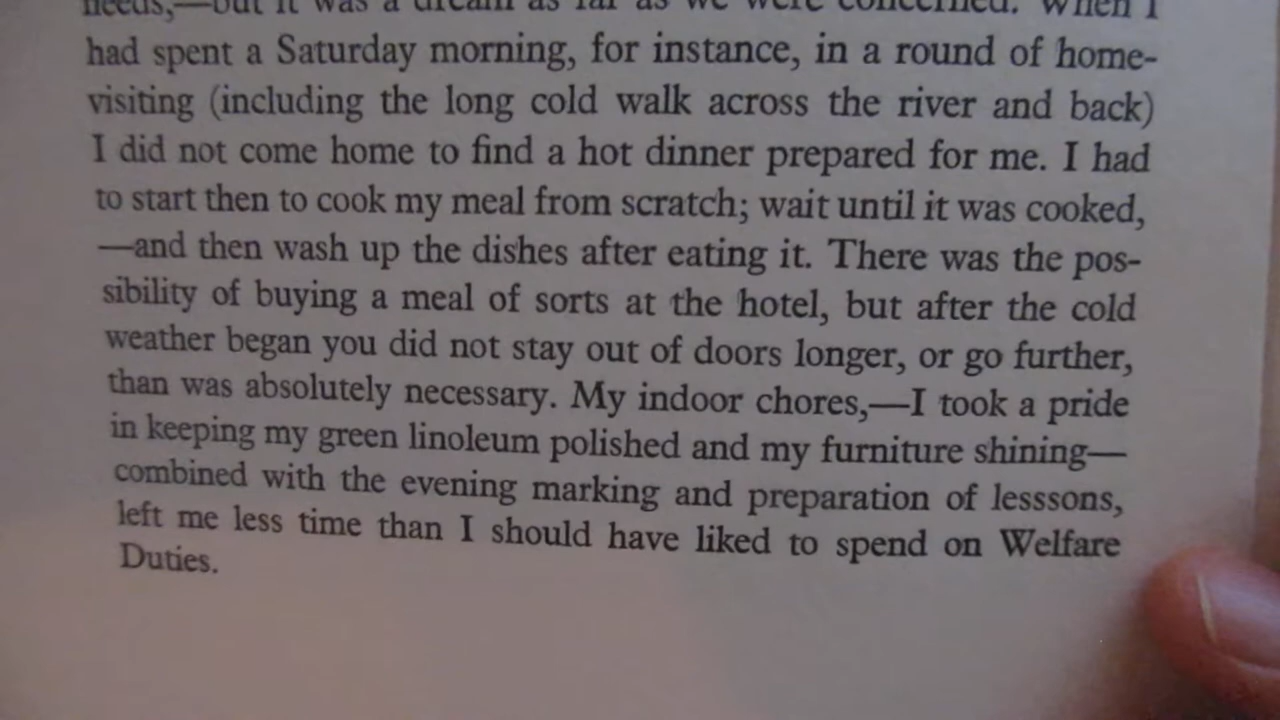 needs,—but it was a dream as far as we were concerned. When I
had spent a Saturday morning, for instance, in a round of home-
visiting (including the long cold walk across the river and back)
I did not come home to find a hot dinner prepared for me. I had
to start then to cook my meal from scratch; wait until it was cooked,
—and then wash up the dishes after eating it. There was the pos-
sibility of buying a meal of sorts at the hotel, but after the cold
weather began you did not stay out of doors longer, or go further,
than was absolutely necessary. My indoor chores,—I took a pride
in keeping my green linoleum polished and my furniture shining—
combined with the evening marking and preparation of lesssons,
left me less time than I should have liked to spend on Welfare
Duties.